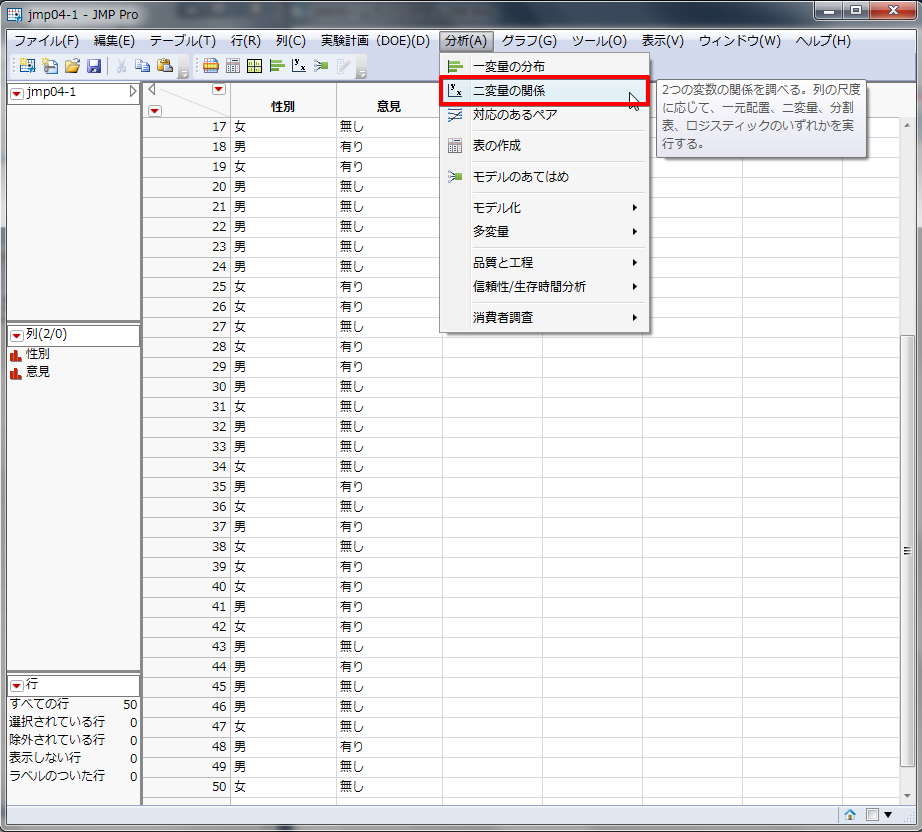 jmp04-1 - JMP Pro
ファイル(F) 編集(E) テーブル(T) 行(R) 列(C) 実験計画 (DOE)(D) 分析(A) グラフ(G) ツール(O) 表示(V) ウィンドウ(W) ヘルプ(H)
一変量の分布
二変量の関係
対応のあるペア
表の作成
モデルのあてはめ
モデル化
多変量
品質と工程
信頼性/生存時間分析
消費者調査
2つの変数の関係を調べる。列の尺度
に応じて、一元配置、二変量、分割
表、ロジスティックのいずれかを実
行する。
jmp04-1
列(2/0)
性別
意見
行
すべての行 50
選択されている行 0
除外されている行 0
表示しない行 0
ラベルのついた行 0
性別 意見
17 女 無し
18 男 有り
19 女 有り
20 男 無し
21 男 無し
22 男 無し
23 男 無し
24 男 無し
25 女 有り
26 女 有り
27 女 無し
28 女 有り
29 男 有り
30 男 無し
31 女 無し
32 男 無し
33 男 無し
34 女 無し
35 男 有り
36 女 無し
37 男 有り
38 女 無し
39 女 有り
40 女 有り
41 男 有り
42 女 有り
43 男 無し
44 男 有り
45 男 無し
46 男 無し
47 女 無し
48 男 有り
49 男 無し
50 女 無し